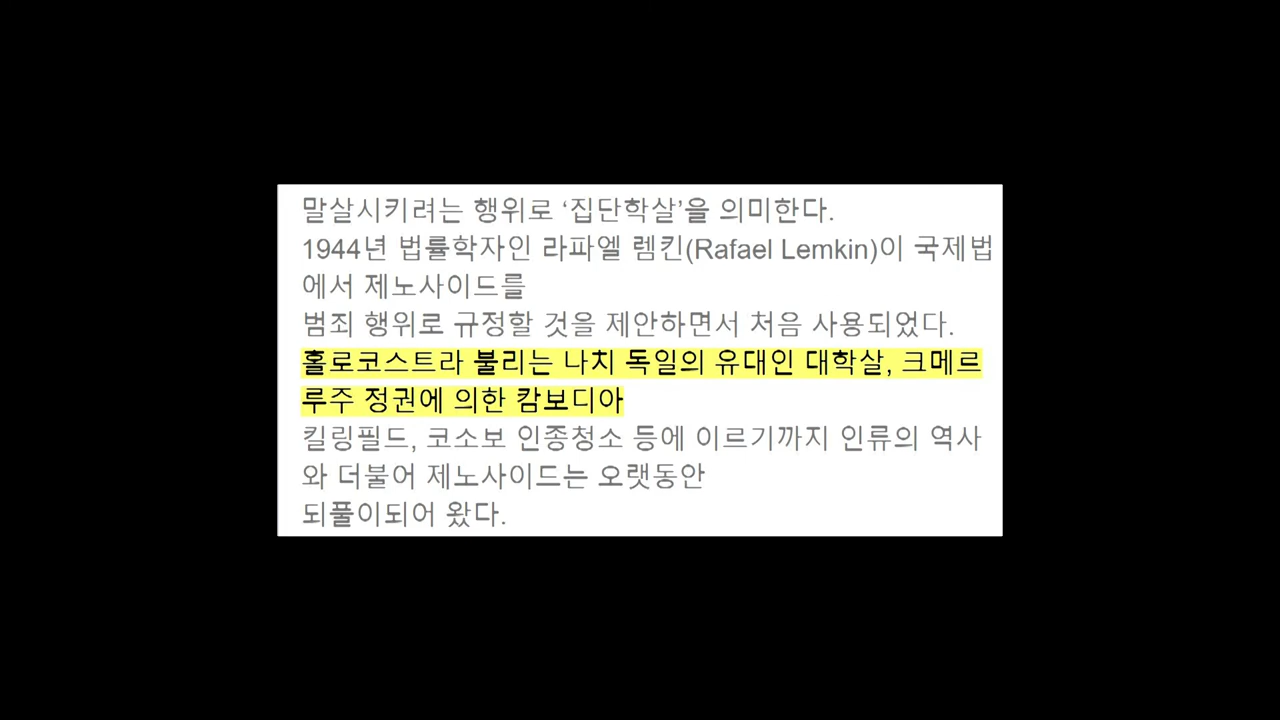 말살시키려는 행위로 ‘집단학살’을 의미한다.
1944년 법률학자인 라파엘 렘킨(Rafael Lemkin)이 국제법
에서 제노사이드를
범죄 행위로 규정할 것을 제안하면서 처음 사용되었다.
홀로코스트라 불리는 나치 독일의 유대인 대학살, 크메르
루주 정권에 의한 캄보디아
킬링필드, 코소보 인종청소 등에 이르기까지 인류의 역사
와 더불어 제노사이드는 오랫동안
되풀이되어 왔다.